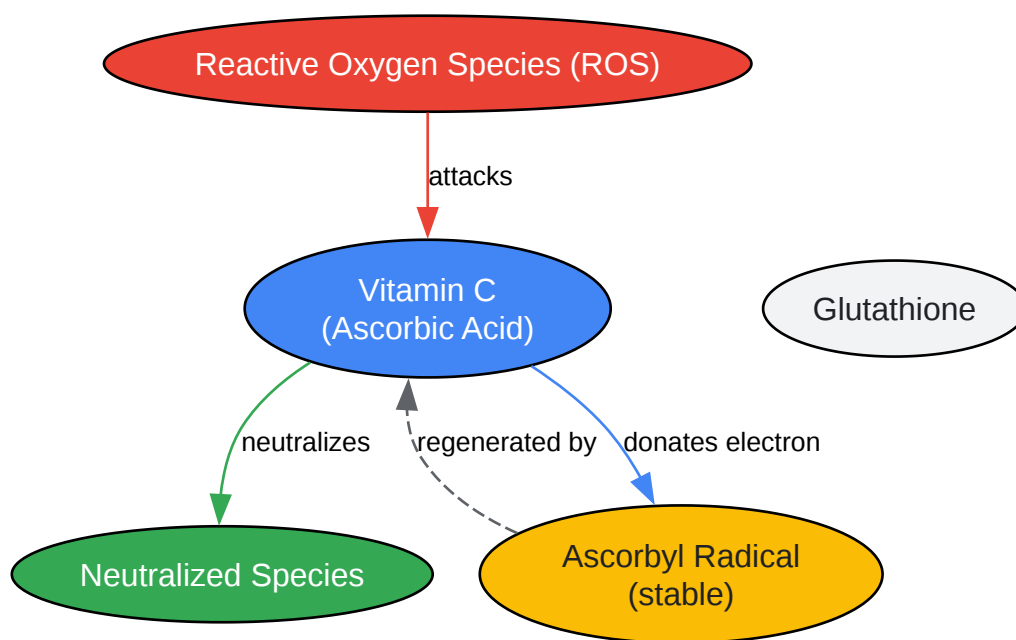 Reactive Oxygen Species (ROS)
attacks
Vitamin C
(Ascorbic Acid)
Glutathione
neutralizes
regenerated by
donates electron
Neutralized Species
Ascorbyl Radical
(stable)